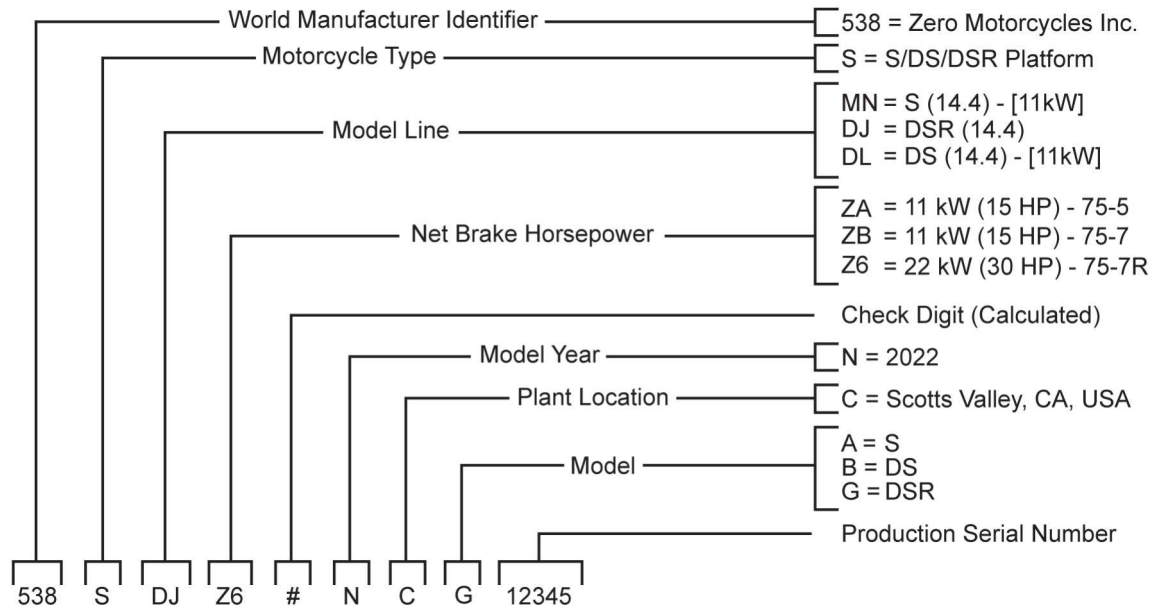 World Manufacturer Identifier
538 = Zero Motorcycles Inc.
Motorcycle Type
S = S/DS/DSR Platform
Model Line
MN = S (14.4) - [11kW]
DJ = DSR (14.4)
DL = DS (14.4) - [11kW]
Net Brake Horsepower
ZA = 11 kW (15 HP) - 75-5
ZB = 11 kW (15 HP) - 75-7
Z6 = 22 kW (30 HP) - 75-7R
Check Digit (Calculated)
Model Year
N = 2022
Plant Location
C = Scotts Valley, CA, USA
Model
A = S
B = DS
G = DSR
Production Serial Number
538 S DJ Z6 # N C G 12345